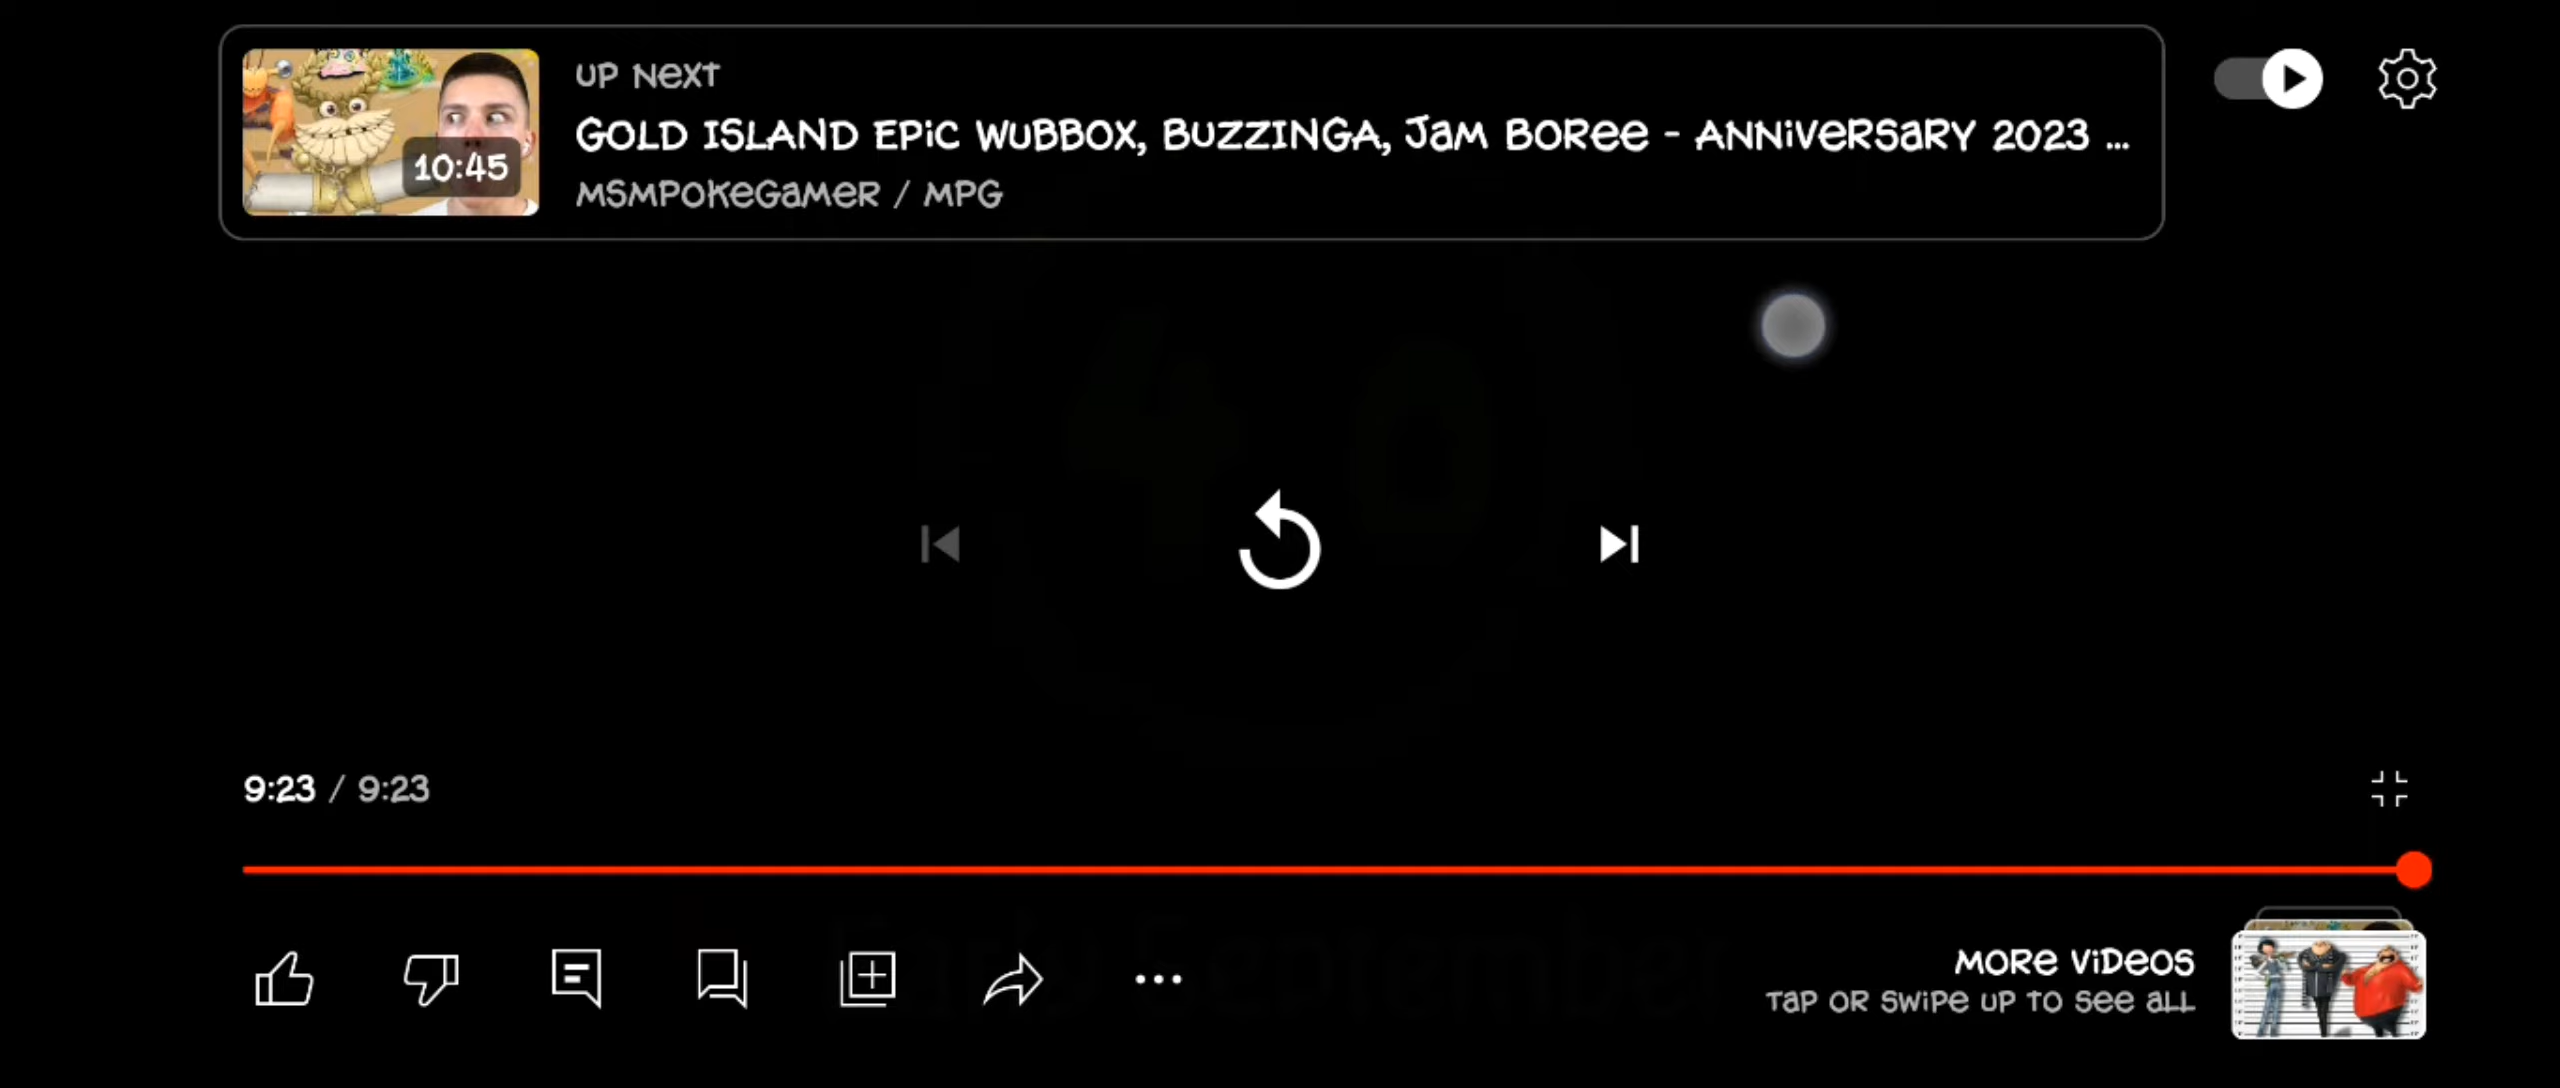 UP NexT
10:45
GOLD ISLAND EPiC WUBBOX, BUZZINGA, JaM BOReE - ANNiVeRSaRY 2023 ...
MSMPOKeGaMeR / MPG
9:23 / 9:23
MORe ViDeOS
TaP OR SWiPe UP TO See aLL